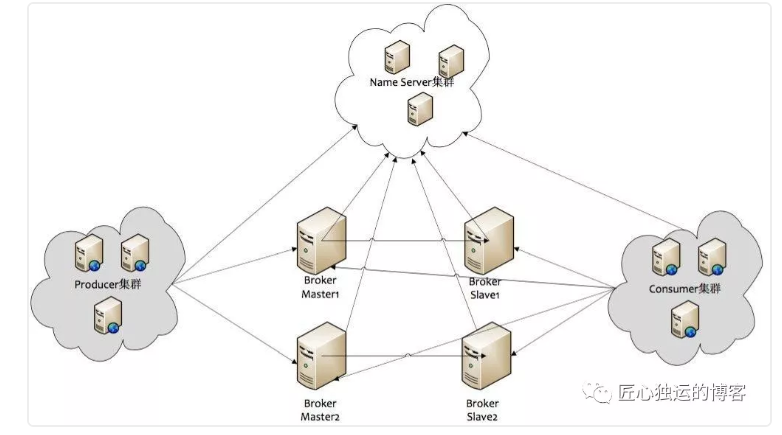 Name Server集群
Producer集群
Broker
Master1
Broker
Slave1
Consumer集群
Broker
Master2
Broker
Slave2
匠心独运的博客